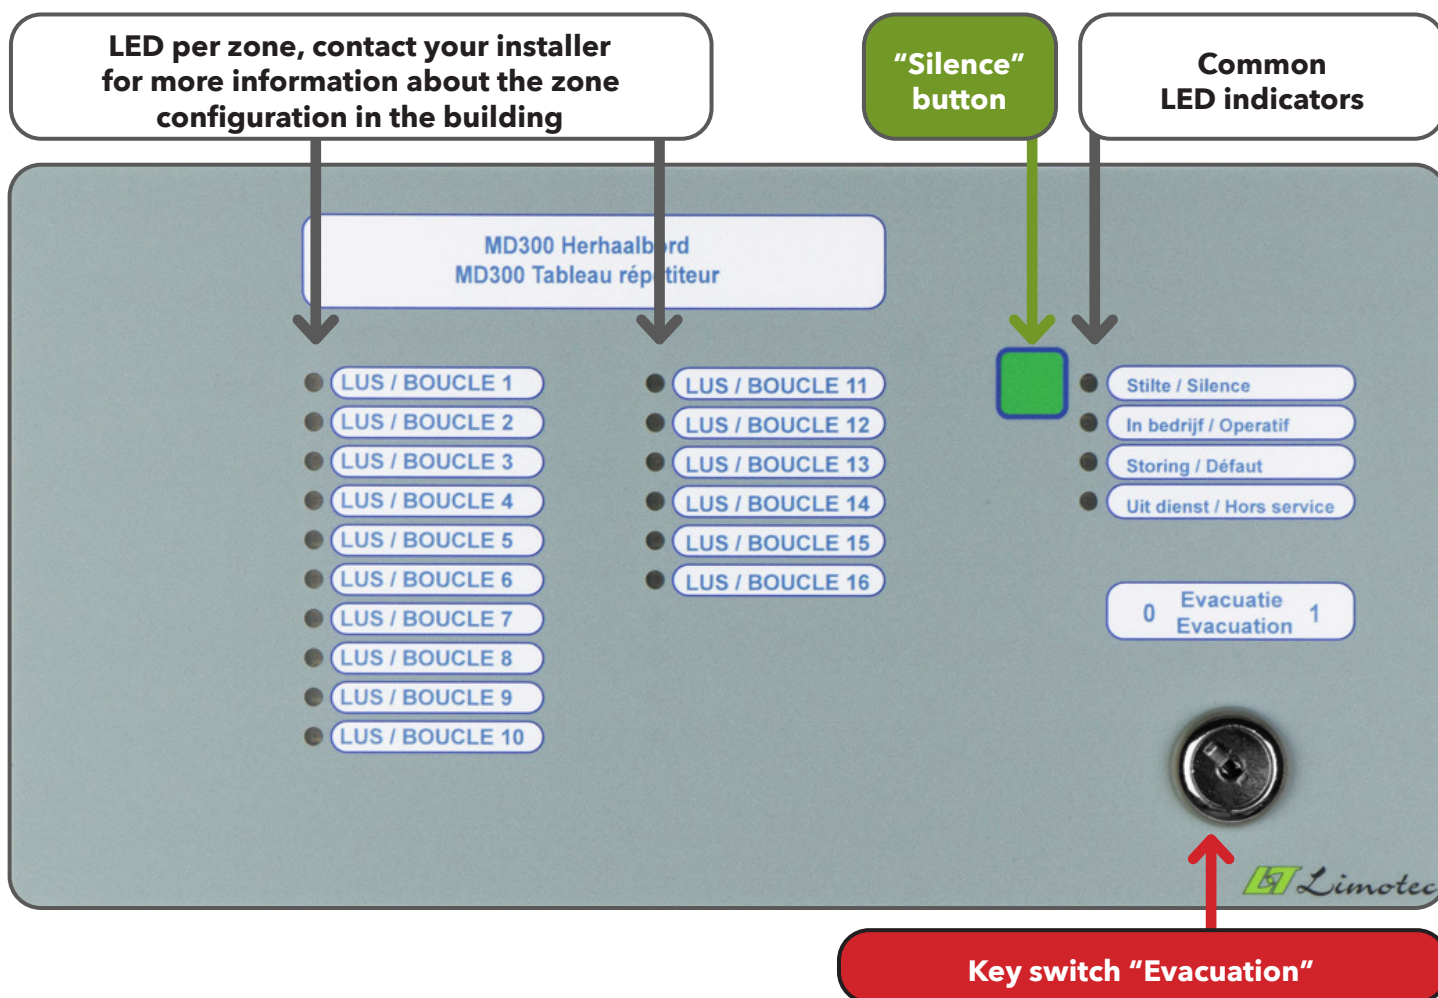 LED per zone, contact your installer
for more information about the zone
configuration in the building
“Silence”
button
Common
LED indicators
MD300 Herhaalbord
MD300 Tableau répétiteur
LUS / BOUCLE 1
LUS / BOUCLE 2
LUS / BOUCLE 3
LUS / BOUCLE 4
LUS / BOUCLE 5
LUS / BOUCLE 6
LUS / BOUCLE 7
LUS / BOUCLE 8
LUS / BOUCLE 9
LUS / BOUCLE 10
LUS / BOUCLE 11
LUS / BOUCLE 12
LUS / BOUCLE 13
LUS / BOUCLE 14
LUS / BOUCLE 15
LUS / BOUCLE 16
Stilte / Silence
In bedrijf / Operatif
Storing / Défaut
Uit dienst / Hors service
0 Evacuatie 1
Evacuation
LT Limotec
Key switch “Evacuation”